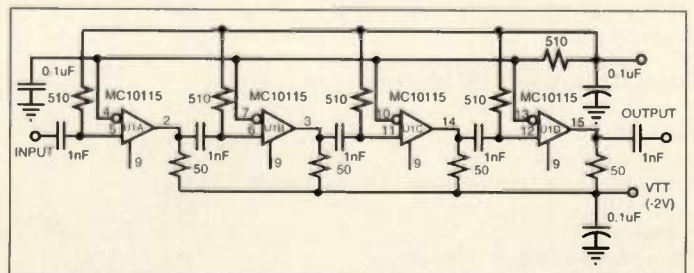 510
0.1uF
0.1uF
510 MC10115 510 MC10115 510 MC10115 510 MC10115
OUTPUT
4 2 7 3 10 14 13 15
U1A U1B U1C U1D
5 6 11 12
INPUT 1nF 1nF 1nF 1nF 1nF
9 50 9 50 9 50 9 50
VTT
(-2V)
0.1uF